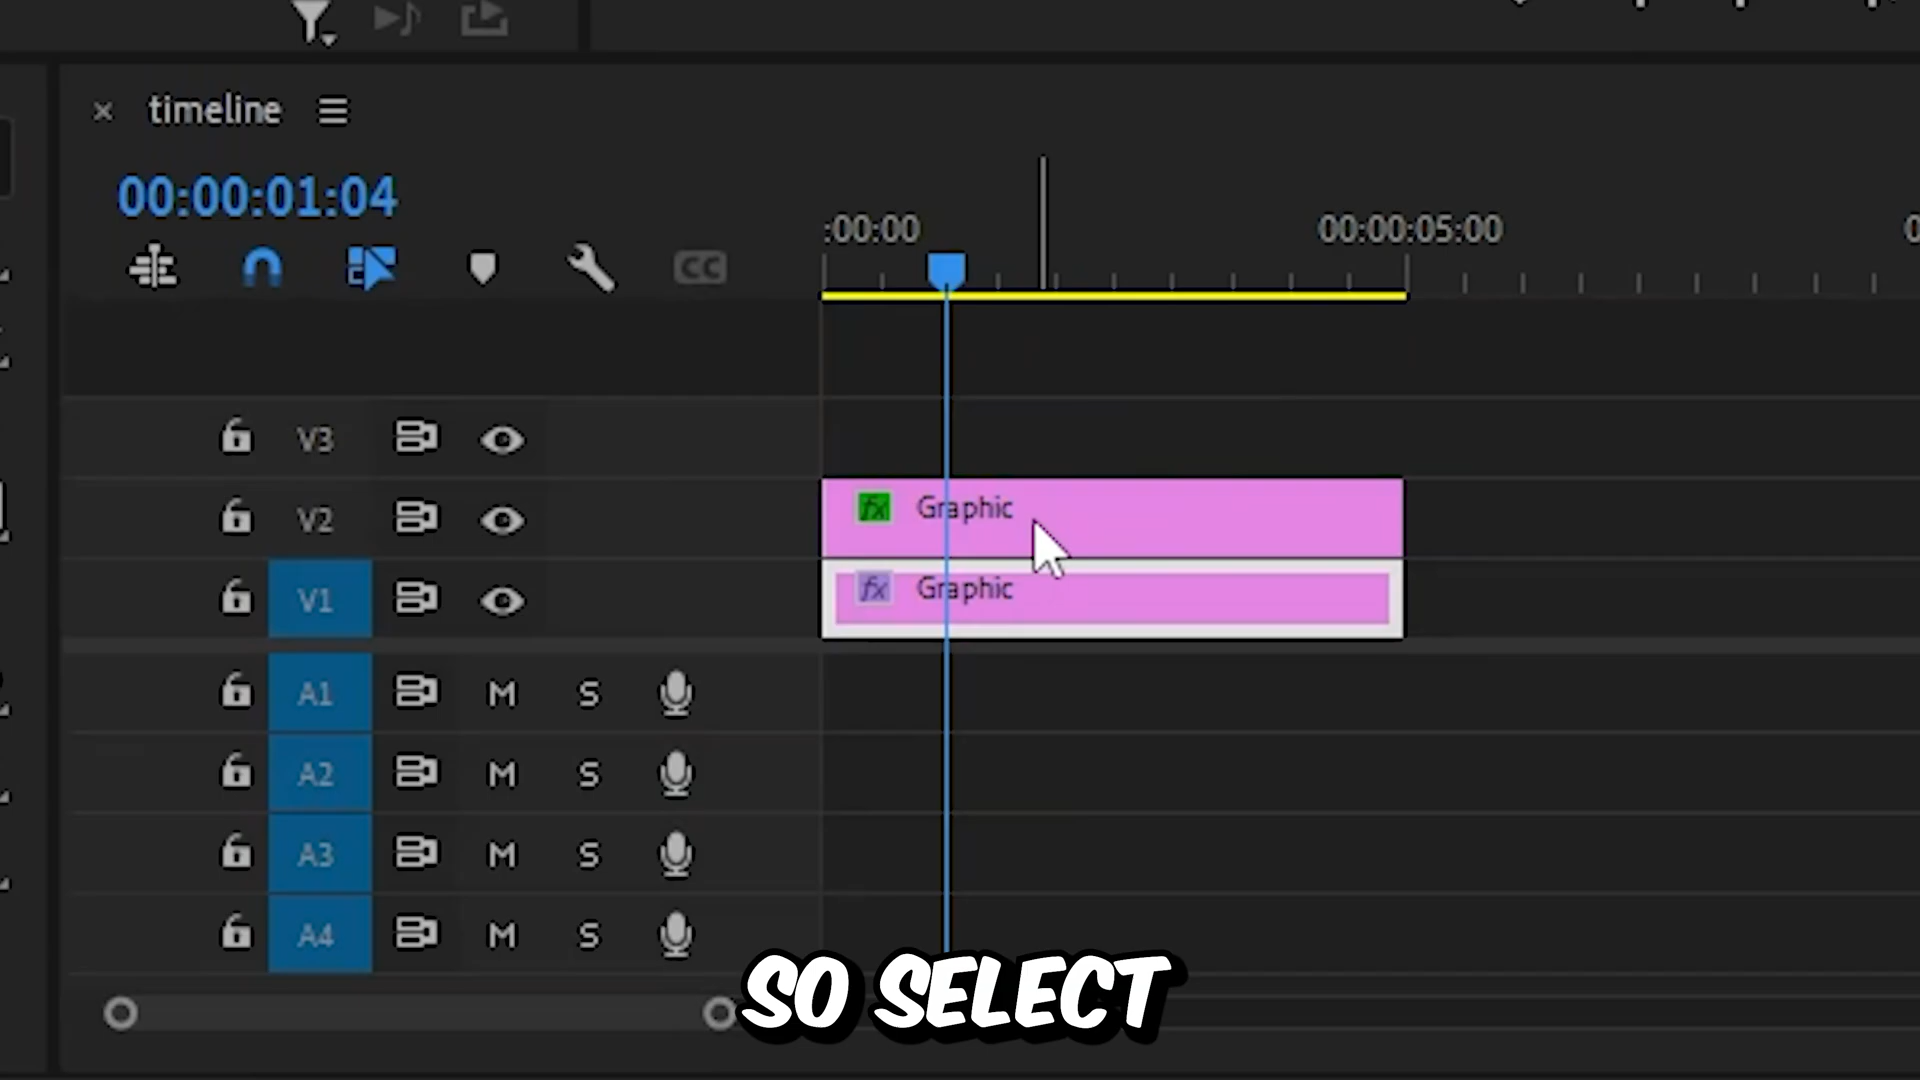 timeline
00:00:01:04
:00:00
00:00:05:00
CC
V3
V2
fx Graphic
V1
fx Graphic
A1 M S
A2 M S
A3 M S
A4 M S
SO SELECT